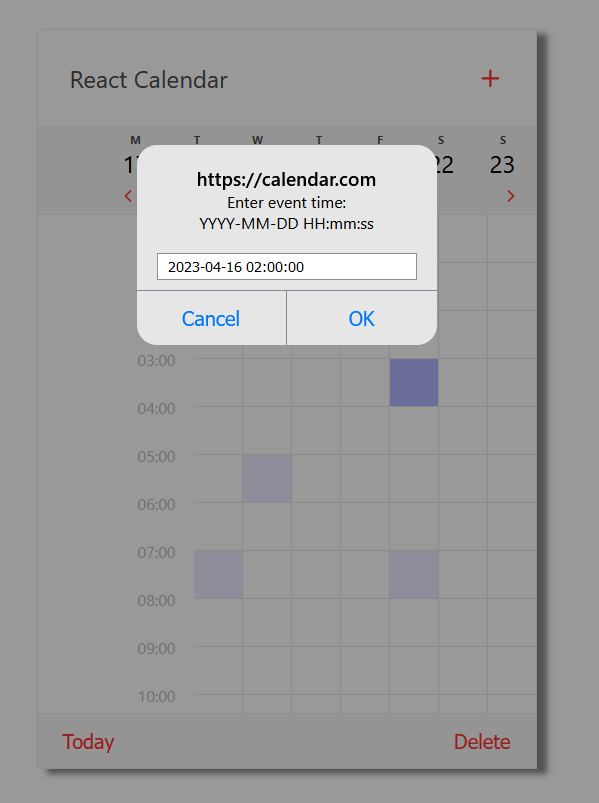 React Calendar +
M T W T F S S
23
https://calendar.com
Enter event time:
YYYY-MM-DD HH:mm:ss
2023-04-16 02:00:00
Cancel OK
03:00
04:00
05:00
06:00
07:00
08:00
09:00
10:00
Today Delete